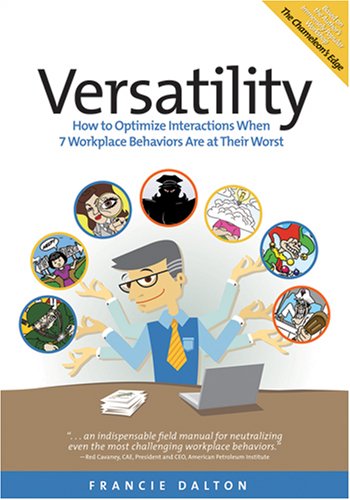 Versatility
How to Optimize Interactions When
7 Workplace Behaviors Are at Their Worst
The Chameleon's Edge
". . . an indispensable field manual for neutralizing
even the most challenging workplace behaviors."
– Red Cavaney, CAE, President and CEO, American Petroleum Institute
FRANCIE DALTON